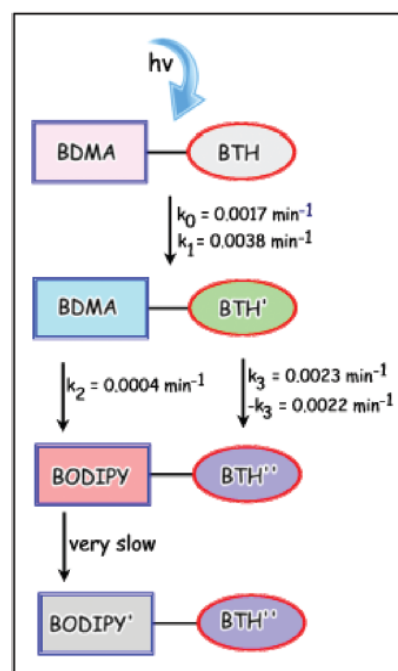 hv
BDMA BTH
k₀ = 0.0017 min⁻¹
k₁ = 0.0038 min⁻¹
BDMA BTH'
k₂ = 0.0004 min⁻¹
k₃ = 0.0023 min⁻¹
-k₃ = 0.0022 min⁻¹
BODIPY BTH''
very slow
BODIPY' BTH''